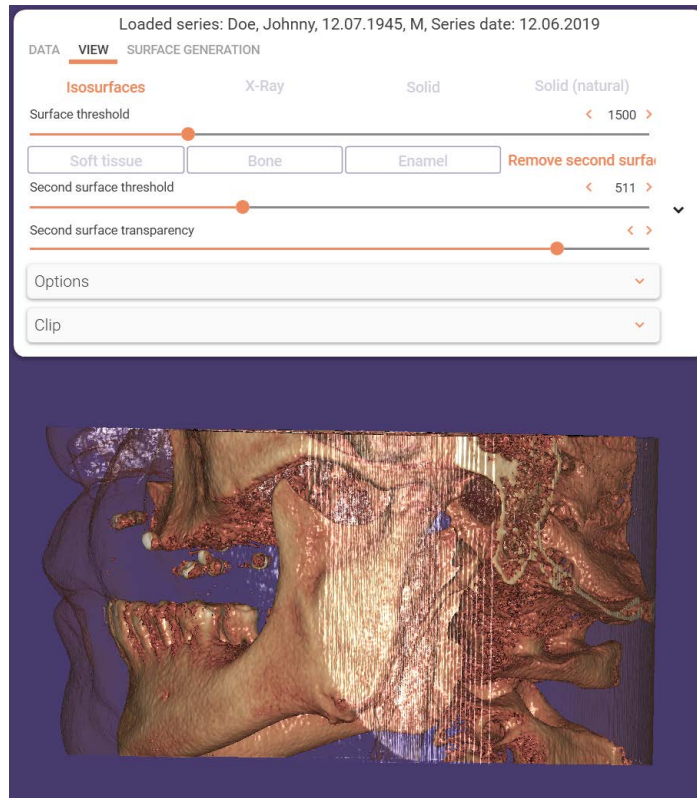 Loaded series: Doe, Johnny, 12.07.1945, M, Series date: 12.06.2019
DATA VIEW SURFACE GENERATION
Isosurfaces X-Ray Solid Solid (natural)
Surface threshold 1500
Soft tissue Bone Enamel Remove second surfa
Second surface threshold 511
Second surface transparency
Options
Clip